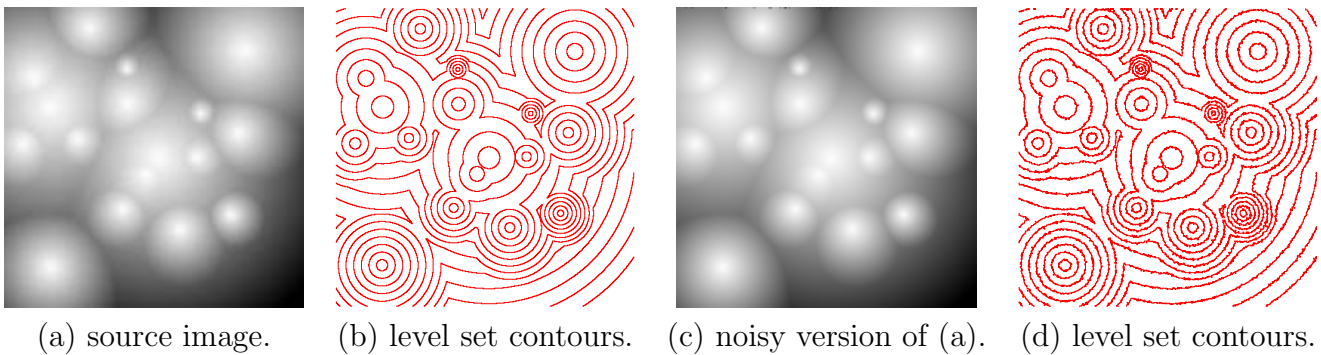 (a) source image.
(b) level set contours.
(c) noisy version of (a).
(d) level set contours.